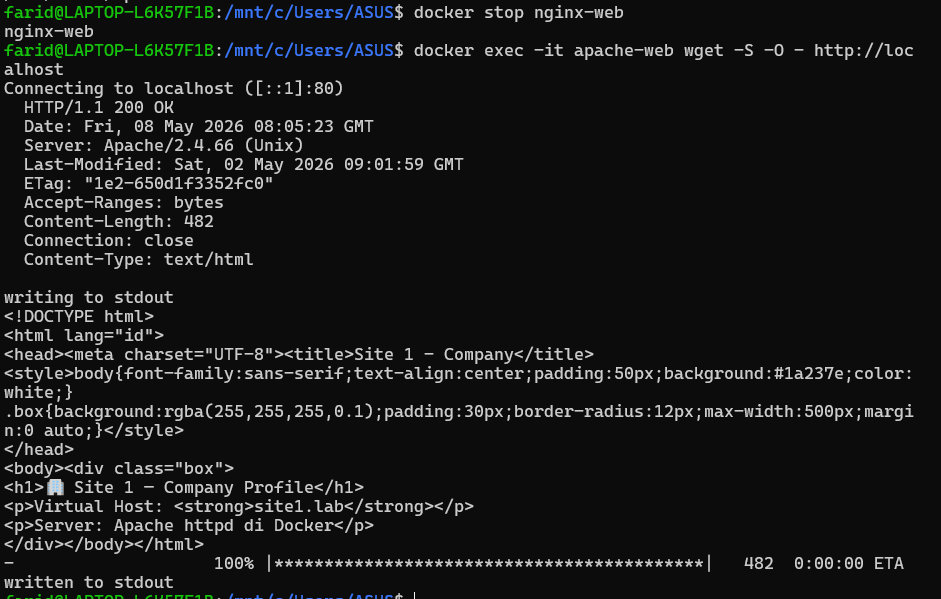 farid@LAPTOP-L6K57F1B:/mnt/c/Users/ASUS$ docker stop nginx-web
nginx-web
farid@LAPTOP-L6K57F1B:/mnt/c/Users/ASUS$ docker exec -it apache-web wget -S -O - http://loc
alhost
Connecting to localhost ([::1]:80)
  HTTP/1.1 200 OK
  Date: Fri, 08 May 2026 08:05:23 GMT
  Server: Apache/2.4.66 (Unix)
  Last-Modified: Sat, 02 May 2026 09:01:59 GMT
  ETag: "1e2-650d1f3352fc0"
  Accept-Ranges: bytes
  Content-Length: 482
  Connection: close
  Content-Type: text/html

writing to stdout
<!DOCTYPE html>
<html lang="id">
<head><meta charset="UTF-8"><title>Site 1 - Company</title>
<style>body{font-family:sans-serif;text-align:center;padding:50px;background:#1a237e;color:
white;}
.box{background:rgba(255,255,255,0.1);padding:30px;border-radius:12px;max-width:500px;margi
n:0 auto;}</style>
</head>
<body><div class="box">
<h1>🏢 Site 1 — Company Profile</h1>
<p>Virtual Host: <strong>site1.lab</strong></p>
<p>Server: Apache httpd di Docker</p>
</div></body></html>
-                    100% |*******************************************|   482  0:00:00 ETA
written to stdout
farid@LAPTOP-L6K57F1B:/mnt/c/Users/ASUS$